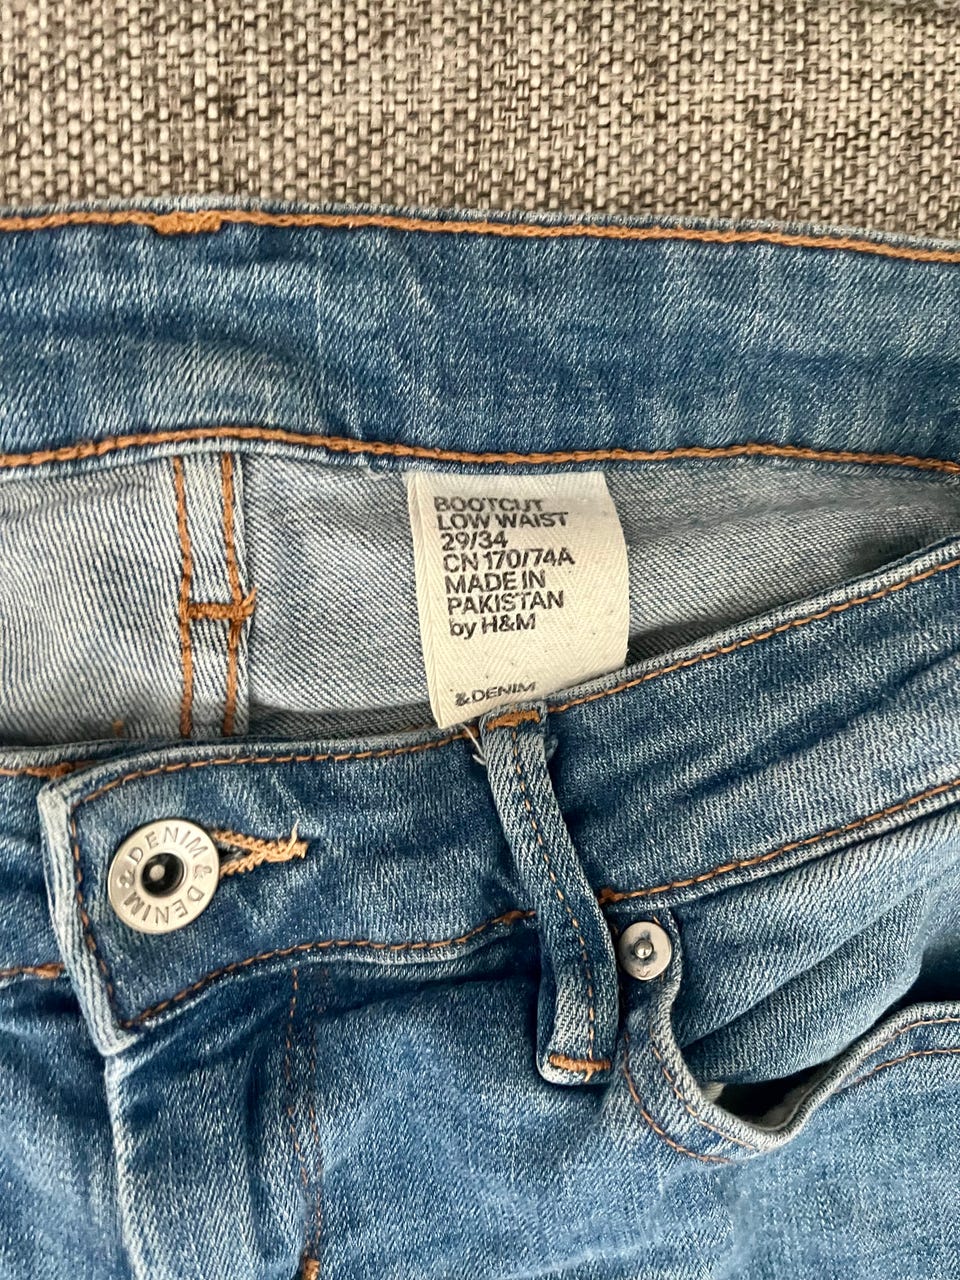 BOOTCUT
LOW WAIST
29/34
CN 170/74A
MADE IN
PAKISTAN
by H&M
&DENIM
&DENIM&DENIM